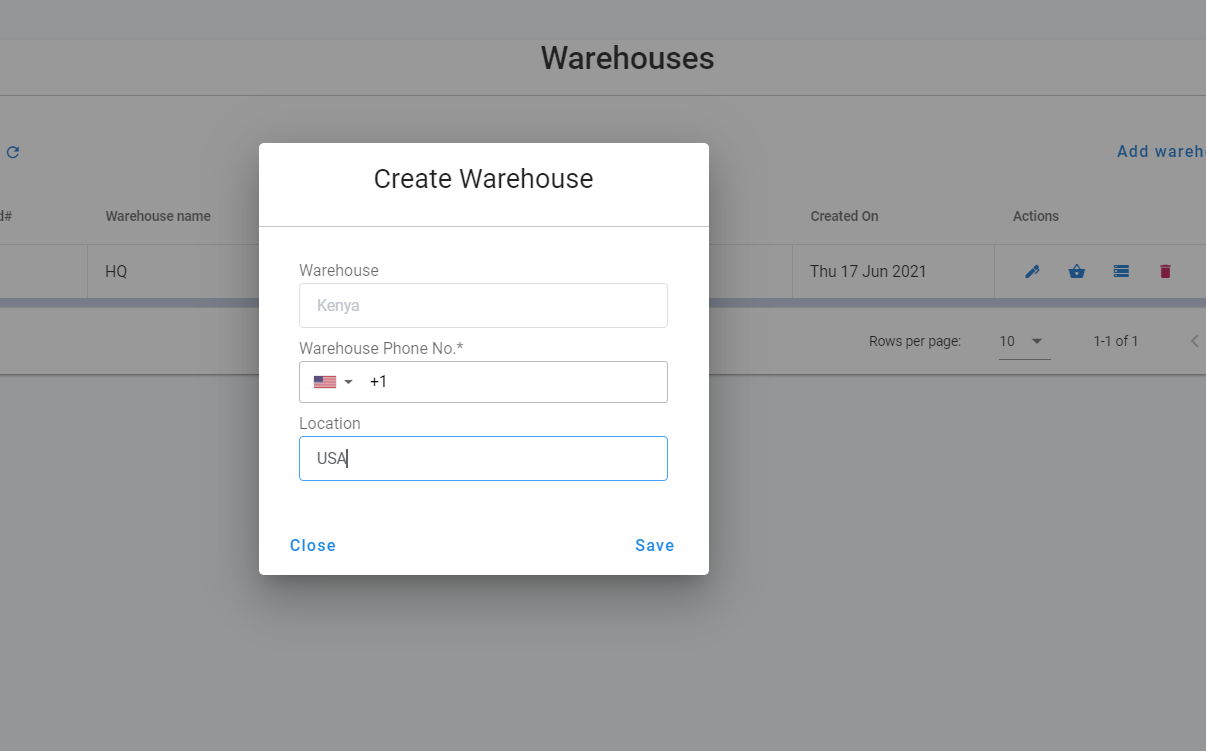 Warehouses
Add wareh
Create Warehouse
d#
Warehouse name
Created On
Actions
HQ
Thu 17 Jun 2021
Warehouse
Kenya
Warehouse Phone No.*
+1
Rows per page:
10
1-1 of 1
Location
USA
Close
Save